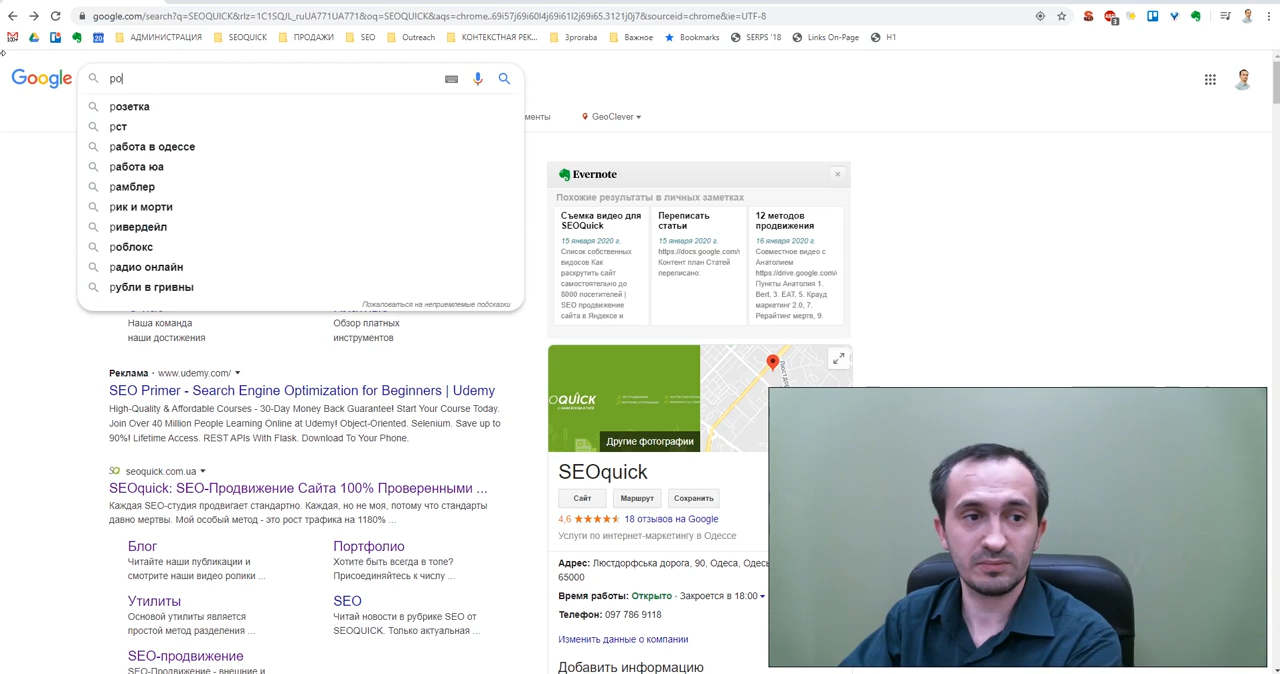 google.com/search?q=SEOQUICK&rlz=1C1SQJL_ruUA771UA771&oq=SEOQUICK&aqs=chrome..69i57j69i60l4j69i61l2j69i65.3121j0j7&sourceid=chrome&ie=UTF-8
АДМИНИСТРАЦИЯ SEOQUICK ПРОДАЖИ SEO Outreach КОНТЕКСТНАЯ РЕК... 3proraba Важное Bookmarks SERPS '18 Links On-Page H1
Google
ро
розетка
рст
работа в одессе
работа юа
рамблер
рик и морти
ривердейл
роблокс
радио онлайн
рубли в гривны
Пожаловаться на неприемлемые подсказки
менты GeoClever
Наша команда
наши достижения
Обзор платных
инструментов
Реклама · www.udemy.com/
SEO Primer - Search Engine Optimization for Beginners | Udemy
High-Quality & Affordable Courses - 30-Day Money Back Guarantee! Start Your Course Today.
Join Over 40 Million People Learning Online at Udemy! Object-Oriented. Selenium. Save up to
90%! Lifetime Access. REST APIs With Flask. Download To Your Phone.
seoquick.com.ua
SEOquick: SEO-Продвижение Сайта 100% Проверенными ...
Каждая SEO-студия продвигает стандартно. Каждая, но не моя, потому что стандарты
давно мертвы. Мой особый метод - это рост трафика на 1180% ...
Блог
Читайте наши публикации и
смотрите наши видео ролики ...
Портфолио
Хотите быть всегда в топе?
Присоединяйтесь к числу ...
Утилиты
Основой утилиты является
простой метод разделения ...
SEO
Читай новости в рубрике SEO от
SEOQUICK. Только актуальная ...
SEO-продвижение
SEO-Продвижение - внешние и
Evernote
Похожие результаты в личных заметках
Съемка видео для
SEOQuick
15 января 2020 г.
Список собственных
видосов Как
раскрутить сайт
самостоятельно до
8000 посетителей |
SEO продвижение
сайта в Яндексе и
Переписать
статьи
15 января 2020 г.
https://docs.google.com/s
Контент план Статей
переписано
12 методов
продвижения
16 января 2020 г.
Совместное видео с
Анатолием
https://drive.google.com/
Пункты Анатолия 1.
Bert, 3. EAT, 5. Крауд
маркетинг 2.0, 7.
Рерайтинг мертв, 9.
Другие фотографии
SEOquick
Сайт Маршрут Сохранить
4,6 18 отзывов на Google
Услуги по интернет-маркетингу в Одессе
Адрес: Люстдорфська дорога, 90, Одеса, Одесь
65000
Время работы: Открыто · Закроется в 18:00
Телефон: 097 786 9118
Изменить данные о компании
Добавить информацию